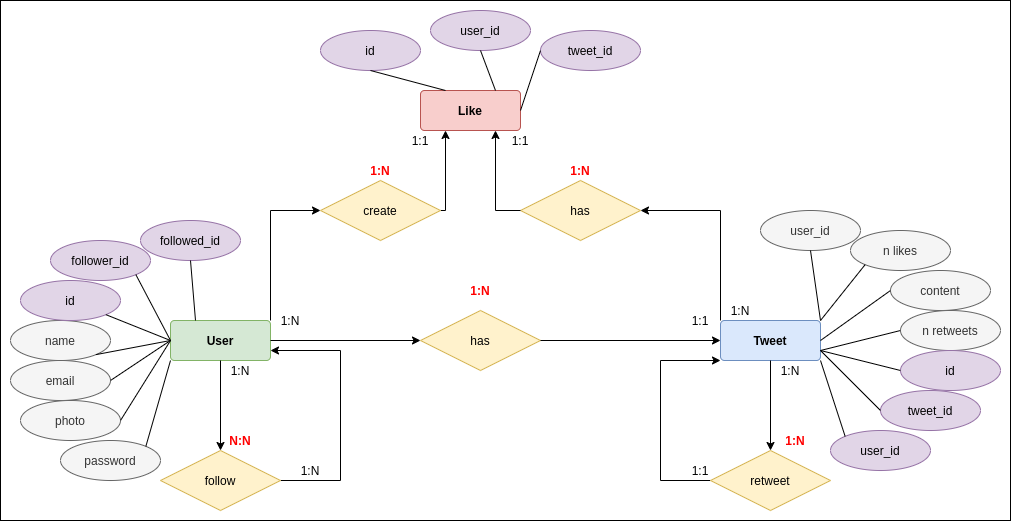 user_id
id
tweet_id
Like
1:1
1:1
1:N
1:N
create
has
followed_id
user_id
follower_id
n likes
id
content
1:N
name
1:N
has
1:1
1:N
n retweets
User
Tweet
email
1:N
1:N
id
photo
tweet_id
password
N:N
1:N
user_id
follow
1:N
1:1
retweet